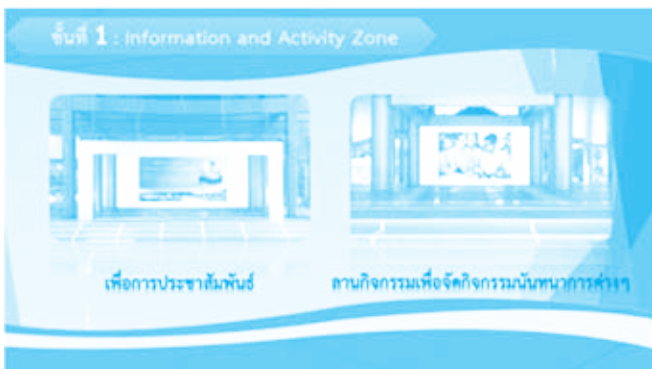 ชั้นที่ 1 : Information and Activity Zone
เพื่อการประชาสัมพันธ์
ลานกิจกรรมเพื่อจัดกิจกรรมนันทนาการต่างๆ